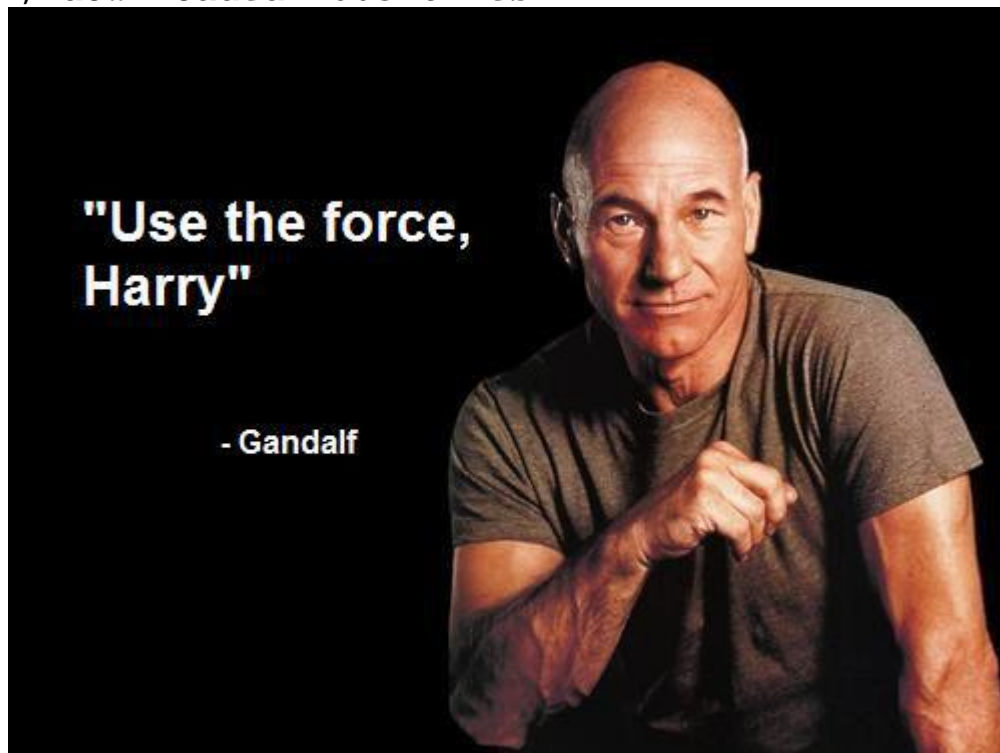 "Use the force,
Harry"
- Gandalf